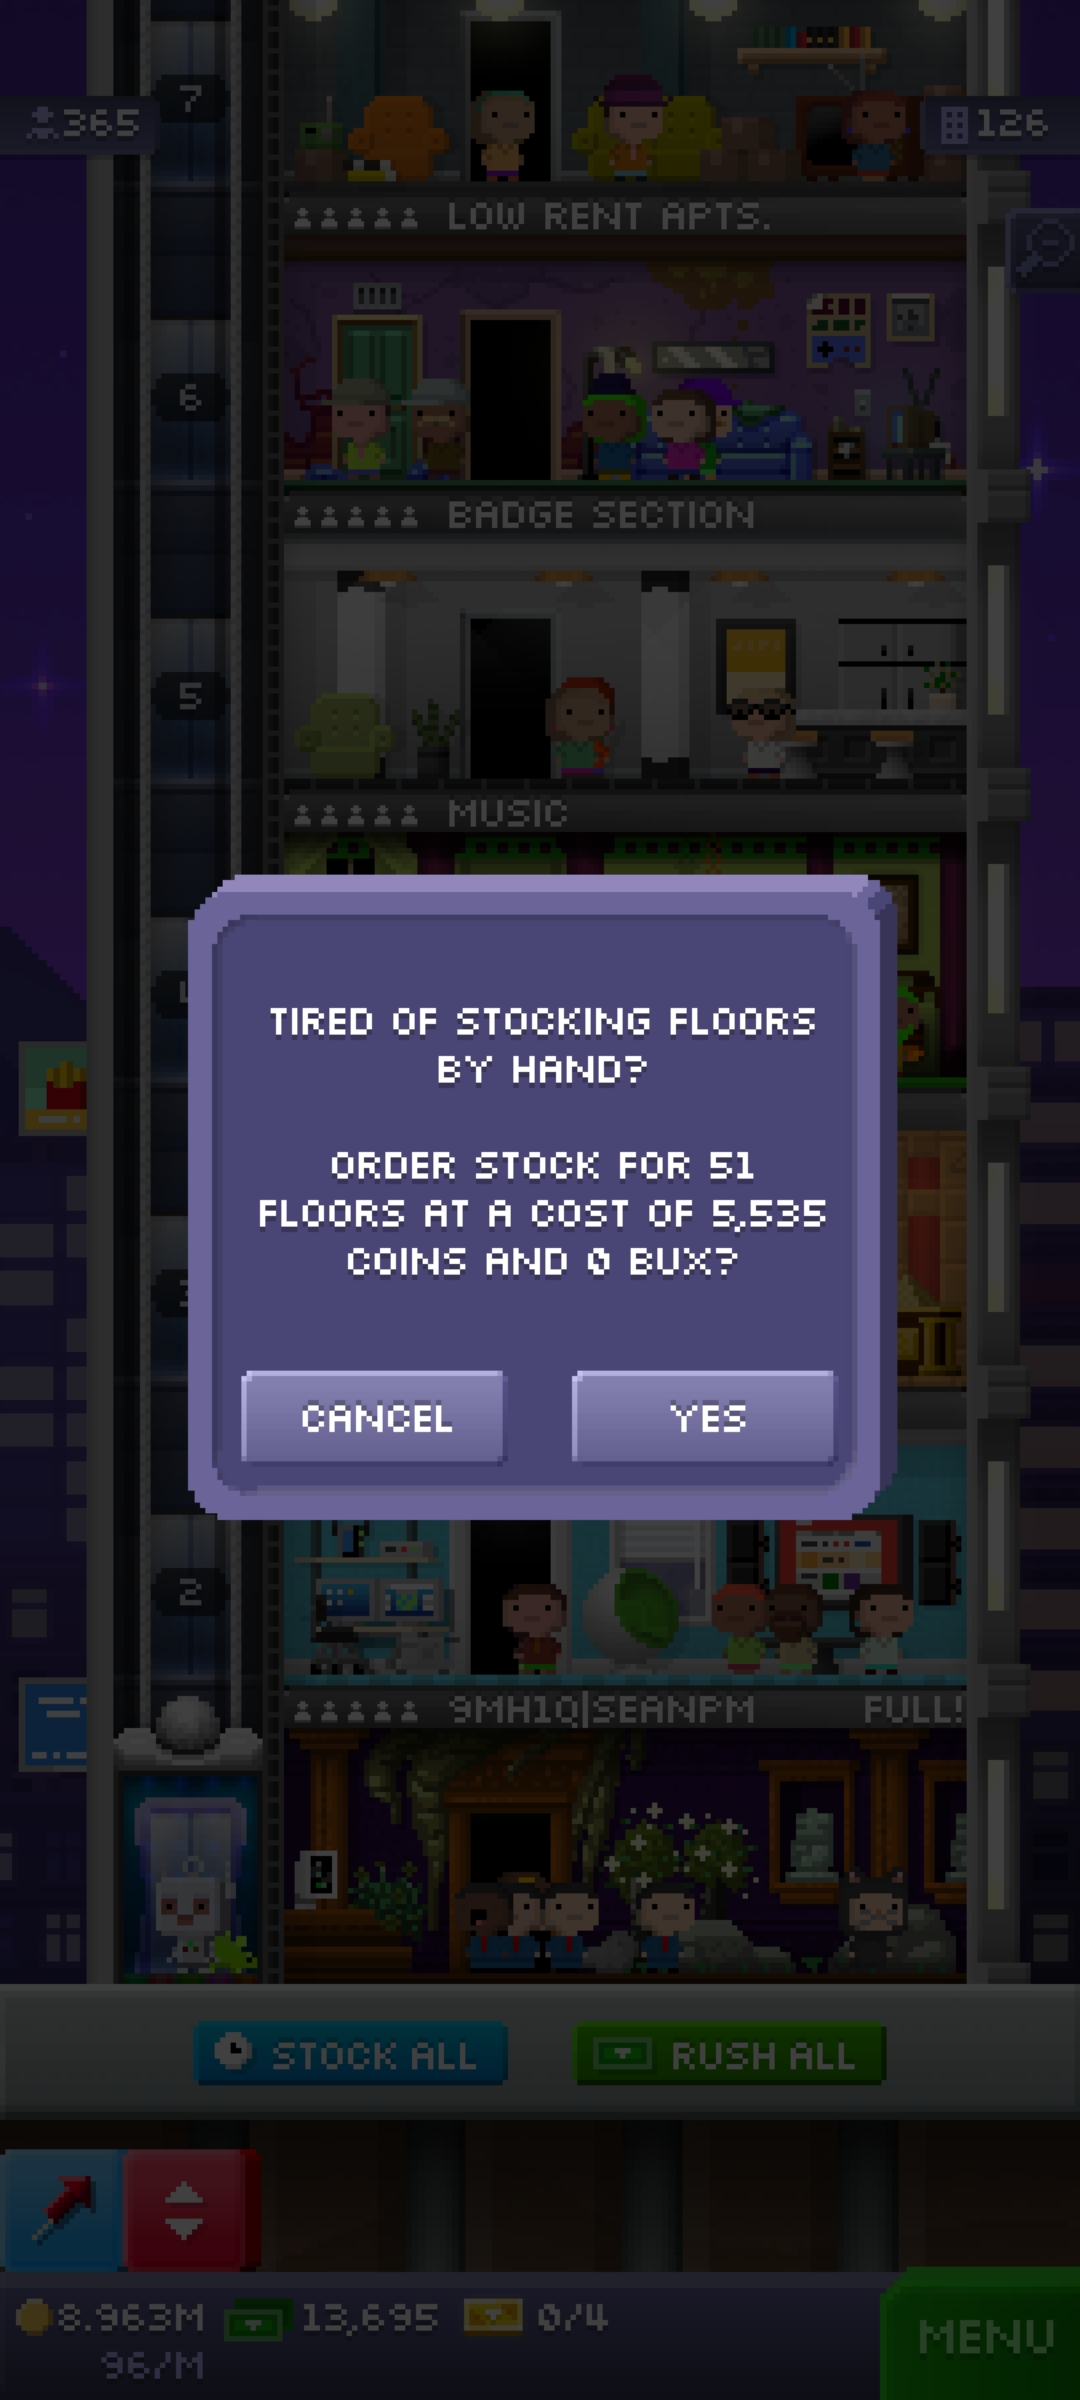 7
365
126
LOW RENT APTS.
6
BADGE SECTION
5
MUSIC
TIRED OF STOCKING FLOORS
BY HAND?
ORDER STOCK FOR 51
FLOORS AT A COST OF 5,535
COINS AND 0 BUX?
CANCEL
YES
2
9MH1Q|SEANPM
FULL!
STOCK ALL
RUSH ALL
8.963M
13,695
0/4
96/M
MENU